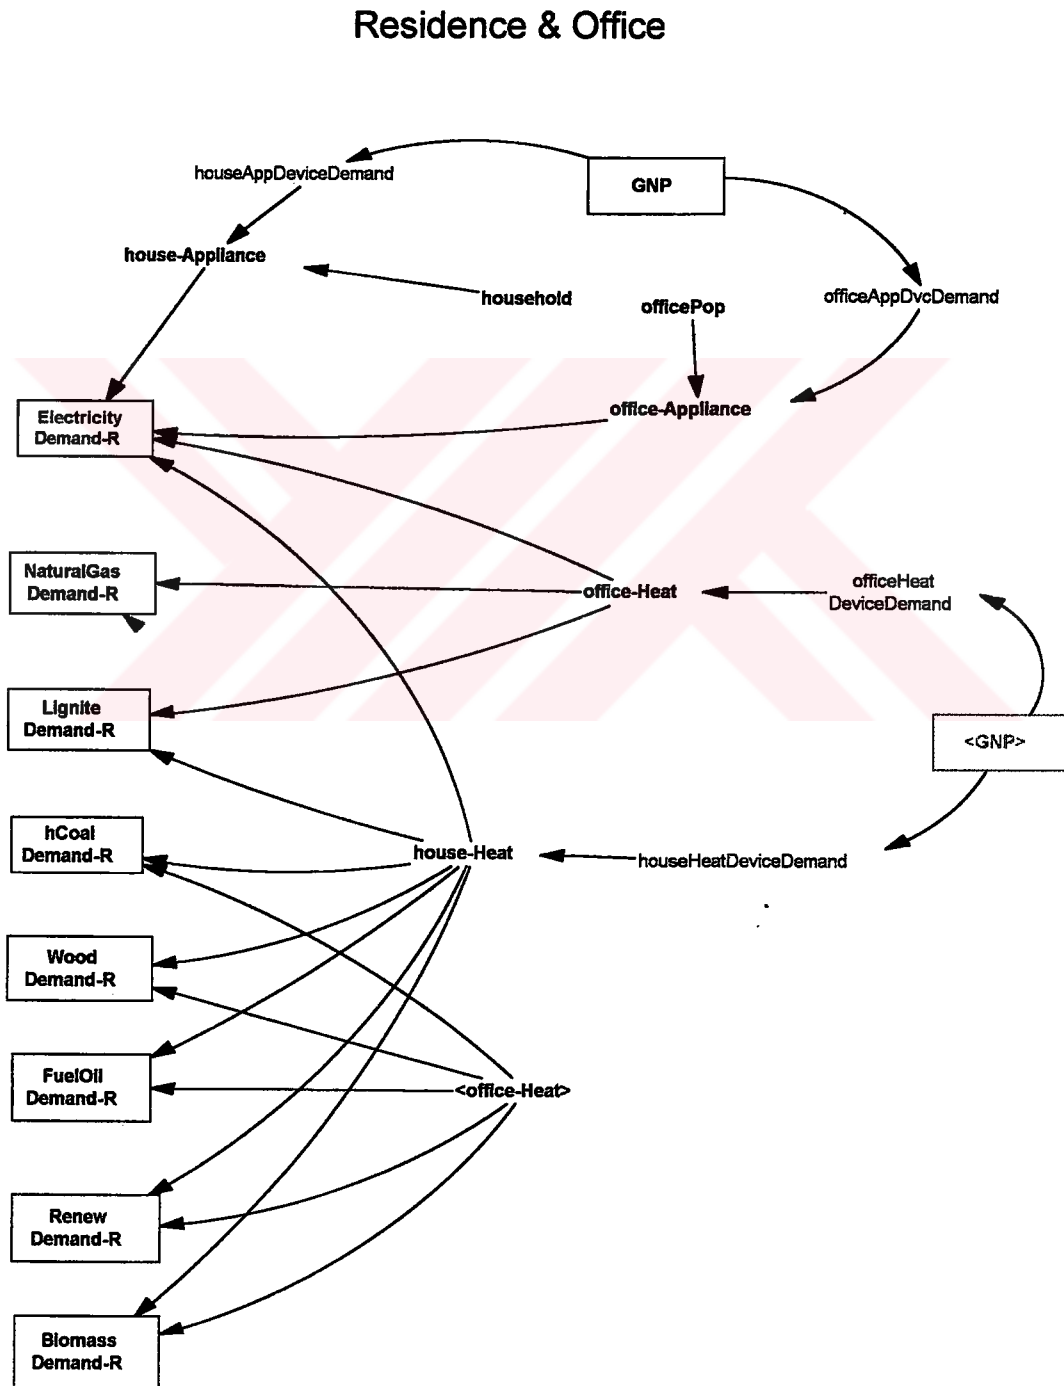 Residence & Office
houseAppDeviceDemand
GNP
house-Appliance
household
officePop
officeAppDvcDemand
office-Appliance
Electricity
Demand-R
NaturalGas
Demand-R
office-Heat
officeHeat
DeviceDemand
Lignite
Demand-R
<GNP>
hCoal
Demand-R
house-Heat
houseHeatDeviceDemand
Wood
Demand-R
FuelOil
Demand-R
<office-Heat>
Renew
Demand-R
Biomass
Demand-R